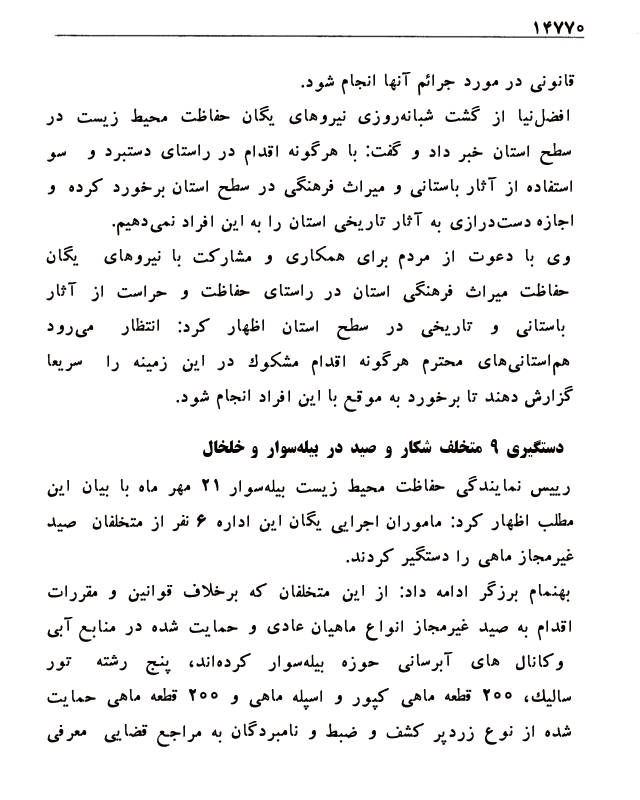 ۱۴۷۷۰
قانونی در مورد جرائم آنها انجام شود.
افضل‌نیا از گشت شبانه‌روزی نیروهای یگان حفاظت محیط زیست در
سطح استان خبر داد و گفت: با هرگونه اقدام در راستای دستبرد و سو
استفاده از آثار باستانی و میراث فرهنگی در سطح استان برخورد کرده و
اجازه دست‌درازی به آثار تاریخی استان را به این افراد نمی‌دهیم.
وی با دعوت از مردم برای همکاری و مشارکت با نیروهای یگان
حفاظت میراث فرهنگی استان در راستای حفاظت و حراست از آثار
باستانی و تاریخی در سطح استان اظهار کرد: انتظار می‌رود
هم‌استانی‌های محترم هرگونه اقدام مشکوك در این زمینه را سریعا
گزارش دهند تا برخورد به موقع با این افراد انجام شود.
دستگیری ۹ متخلف شکار و صید در بیله‌سوار و خلخال
رییس نمایندگی حفاظت محیط زیست بیله‌سوار ۲۱ مهر ماه با بیان این
مطلب اظهار کرد: ماموران اجرایی یگان این اداره ۶ نفر از متخلفان صید
غیرمجاز ماهی را دستگیر کردند.
بهنمام برزگر ادامه داد: از این متخلفان که برخلاف قوانین و مقررات
اقدام به صید غیرمجاز انواع ماهیان عادی و حمایت شده در منابع آبی
وکانال های آبرسانی حوزه بیله‌سوار کرده‌اند، پنج رشته تور
سالیك، ۲۰۰ قطعه ماهی کپور و اسپله ماهی و ۲۰۰ قطعه ماهی حمایت
شده از نوع زردپر کشف و ضبط و نامبردگان به مراجع قضایی معرفی